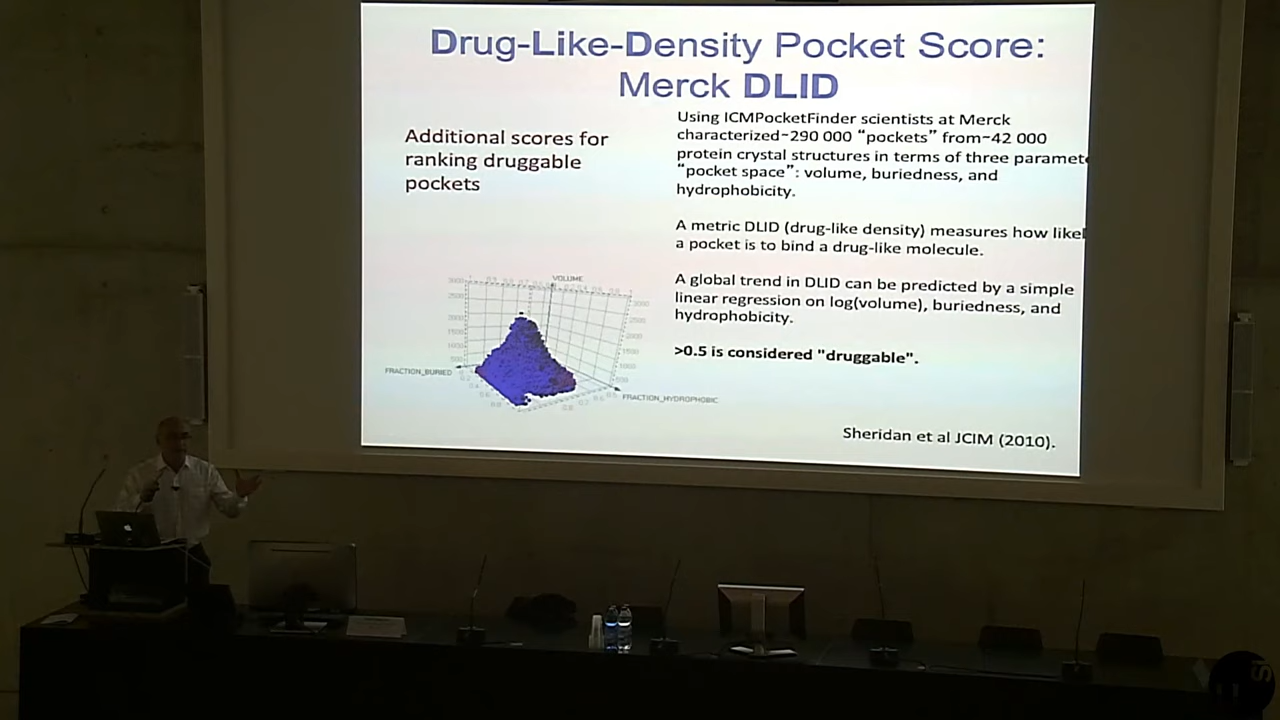 Drug-Like-Density Pocket Score:
Merck DLID
Additional scores for
ranking druggable
pockets
Using ICMPocketFinder scientists at Merck
characterized~290 000 “pockets” from~42 000
protein crystal structures in terms of three paramet
“pocket space”: volume, buriedness, and
hydrophobicity.
A metric DLID (drug-like density) measures how likel
a pocket is to bind a drug-like molecule.
A global trend in DLID can be predicted by a simple
linear regression on log(volume), buriedness, and
hydrophobicity.
>0.5 is considered "druggable".
VOLUME
FRACTION_BURIED
FRACTION_HYDROPHOBIC
Sheridan et al JCIM (2010).